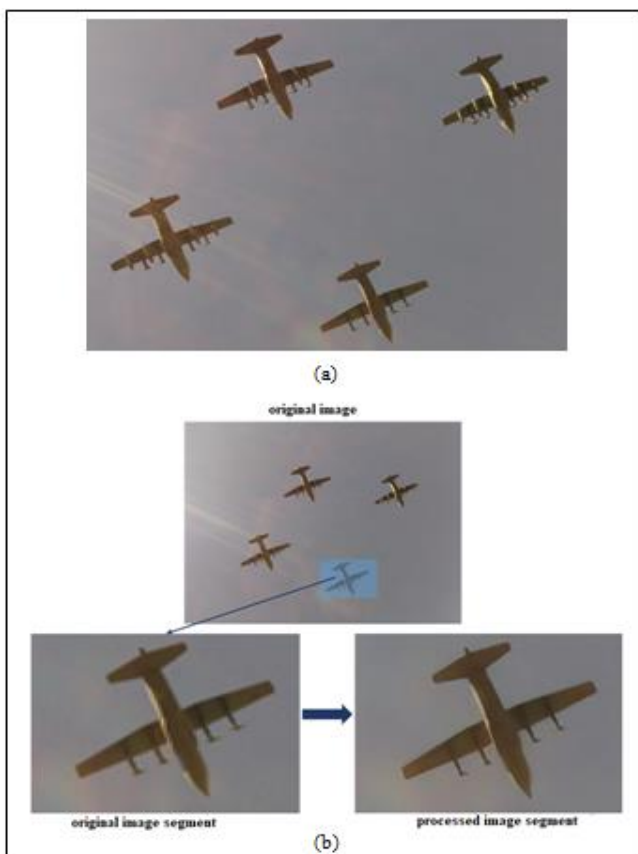 (a)
original image
original image segment
processed image segment
(b)